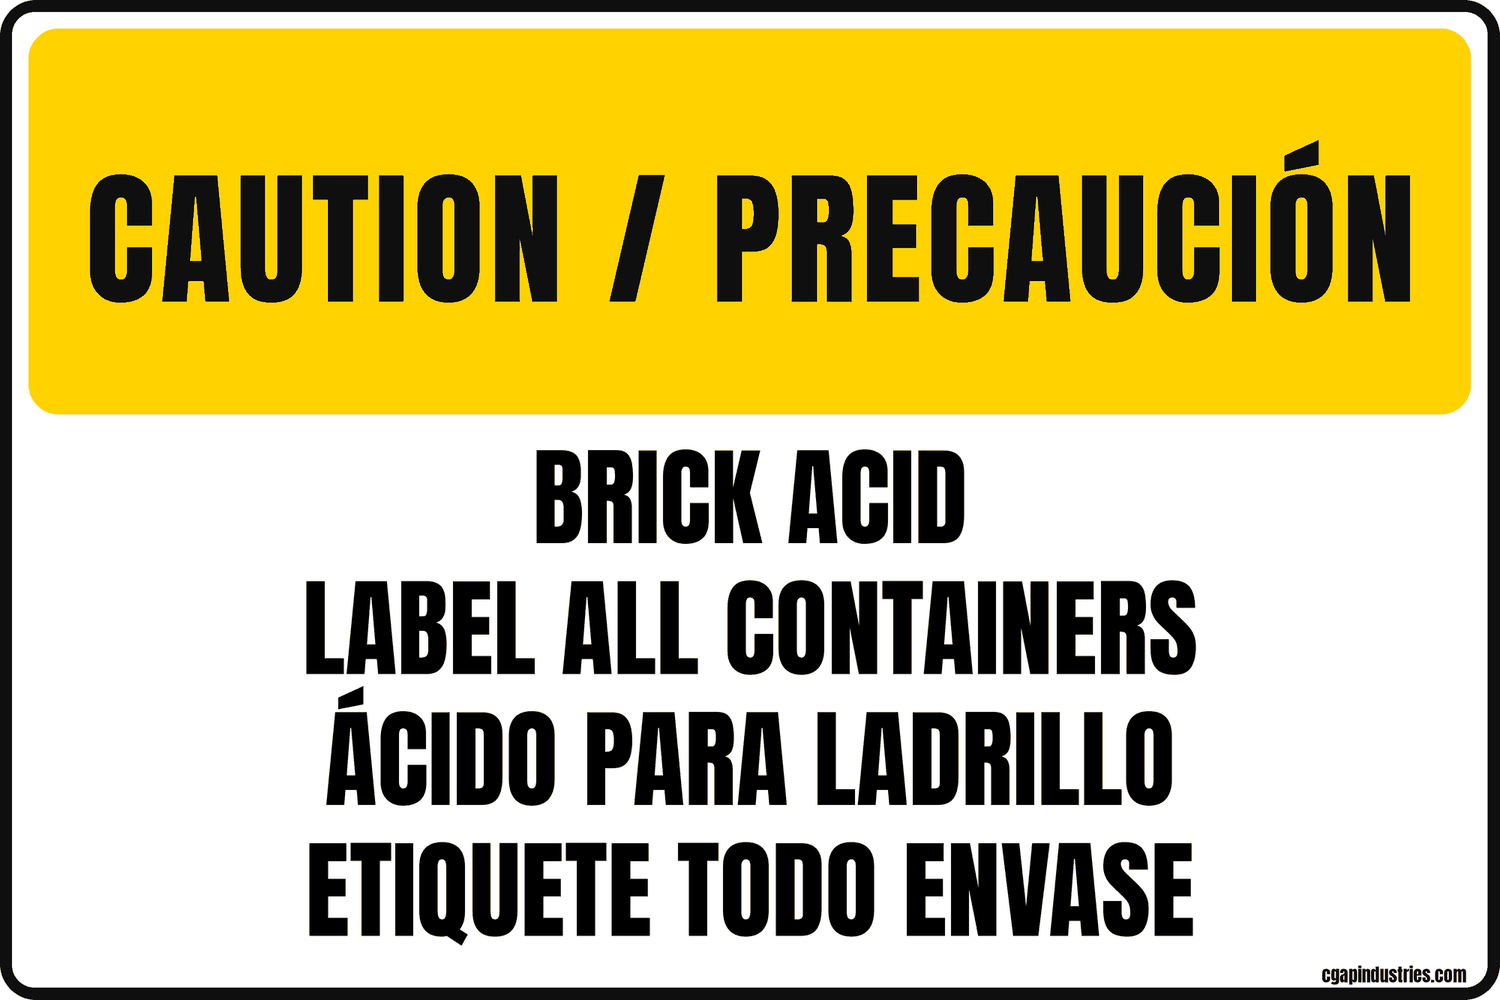 CAUTION / PRECAUCIÓN
BRICK ACID
LABEL ALL CONTAINERS
ÁCIDO PARA LADRILLO
ETIQUETE TODO ENVASE
cgapindustries.com